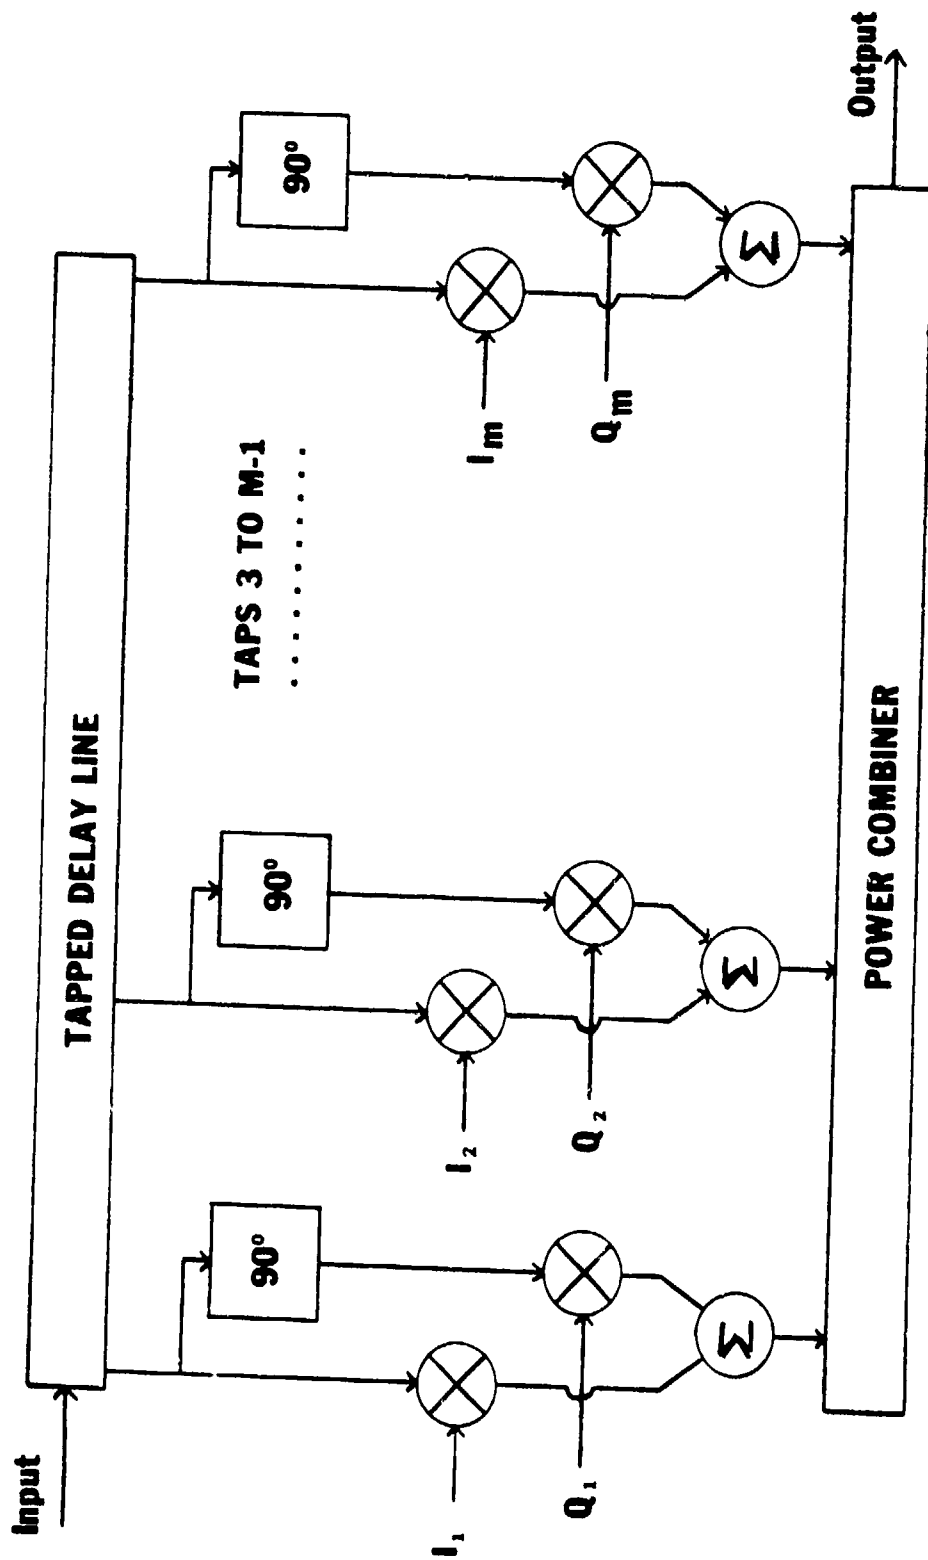 Input
TAPPED DELAY LINE
90°
90°
90°
TAPS 3 TO M-1
. . . . . . . . . . . .
I₁
I₂
Iₘ
Q₁
Q₂
Qₘ
Σ
Σ
Σ
POWER COMBINER
Output